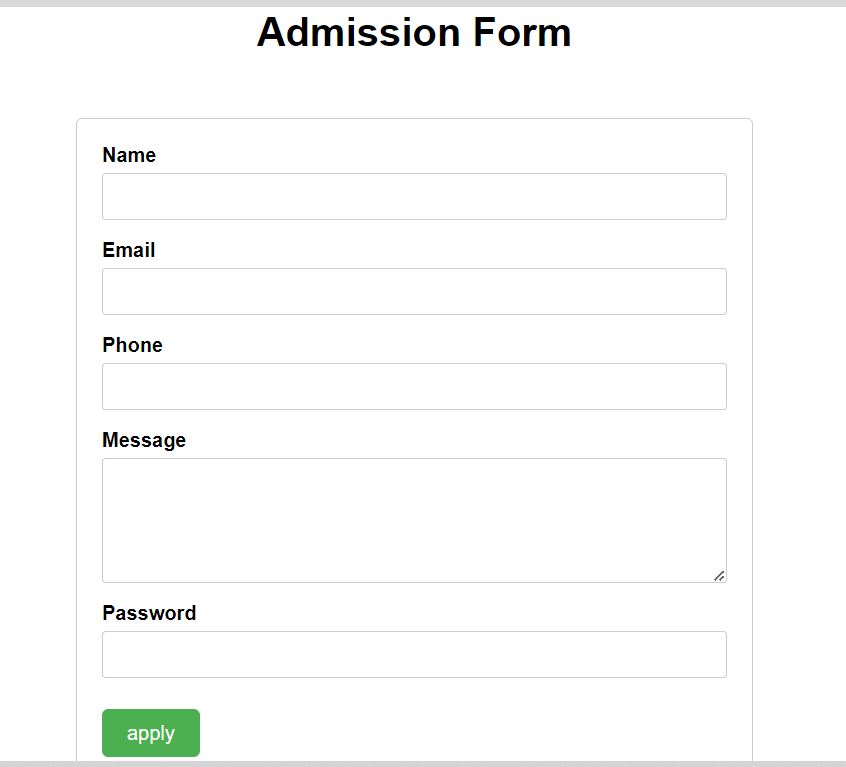 Admission Form
Name
Email
Phone
Message
Password
apply